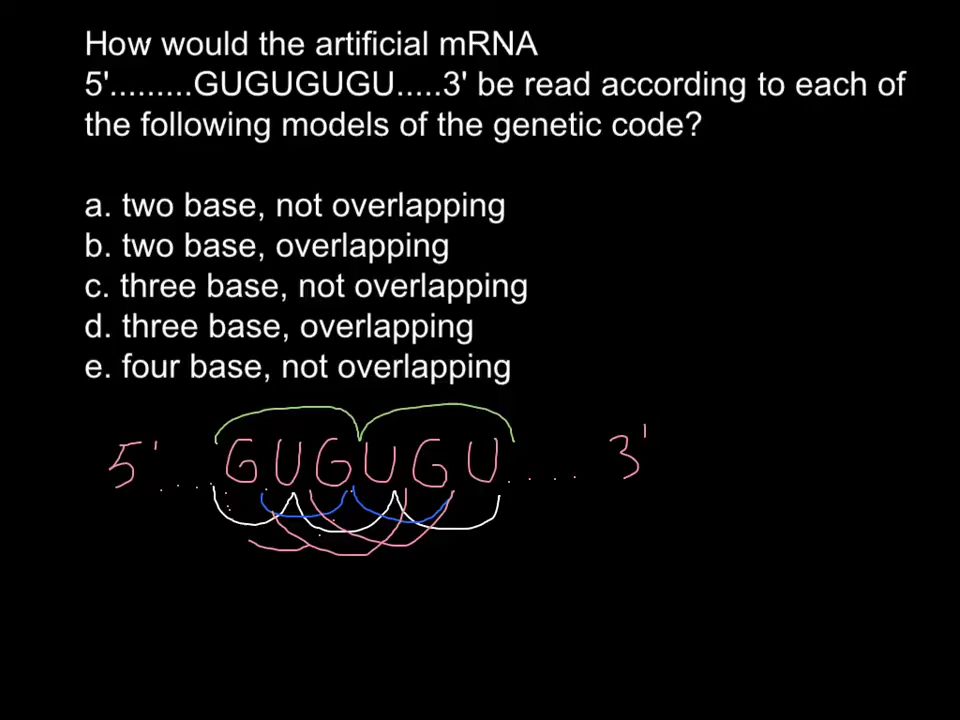 How would the artificial mRNA
5'.........GUGUGUGU.....3' be read according to each of
the following models of the genetic code?
a. two base, not overlapping
b. two base, overlapping
c. three base, not overlapping
d. three base, overlapping
e. four base, not overlapping
5' ....GUGUGU.... 3'